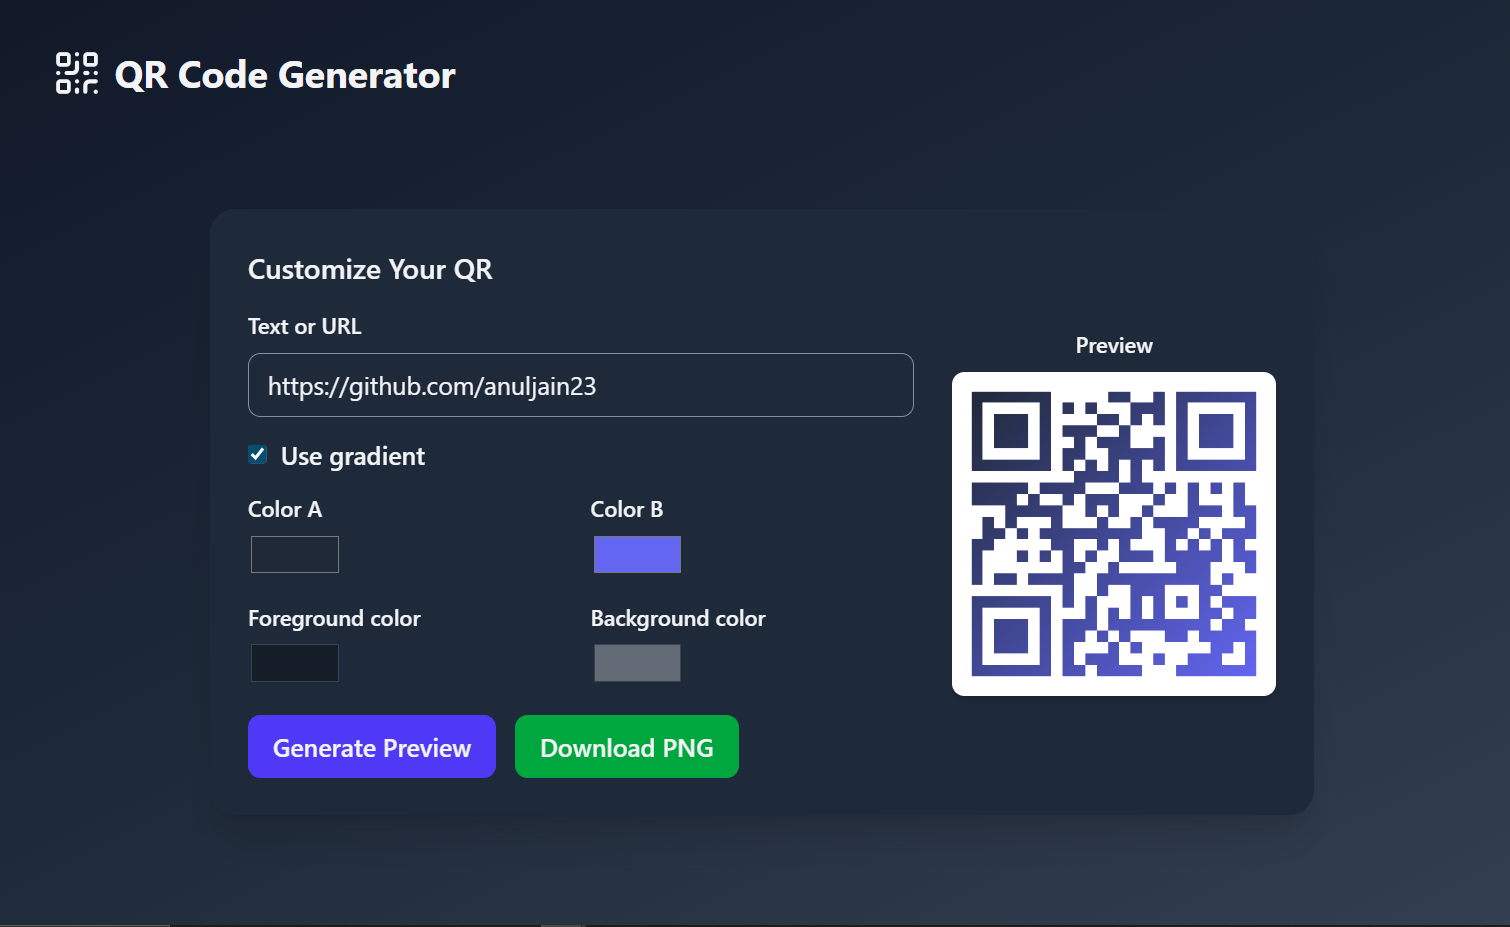 QR Code Generator
Customize Your QR
Text or URL
https://github.com/anuljain23
Use gradient
Color A
Color B
Foreground color
Background color
Generate Preview
Download PNG
Preview